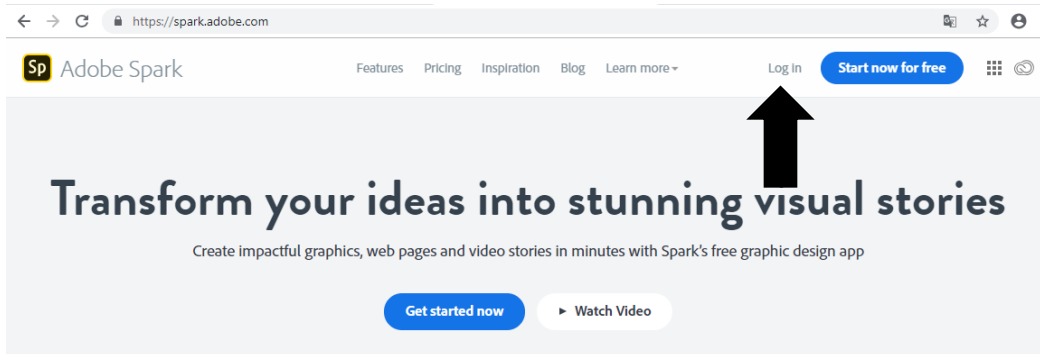 https://spark.adobe.com
Sp Adobe Spark Features Pricing Inspiration Blog Learn more Log in Start now for free
Transform your ideas into stunning visual stories
Create impactful graphics, web pages and video stories in minutes with Spark's free graphic design app
Get started now Watch Video